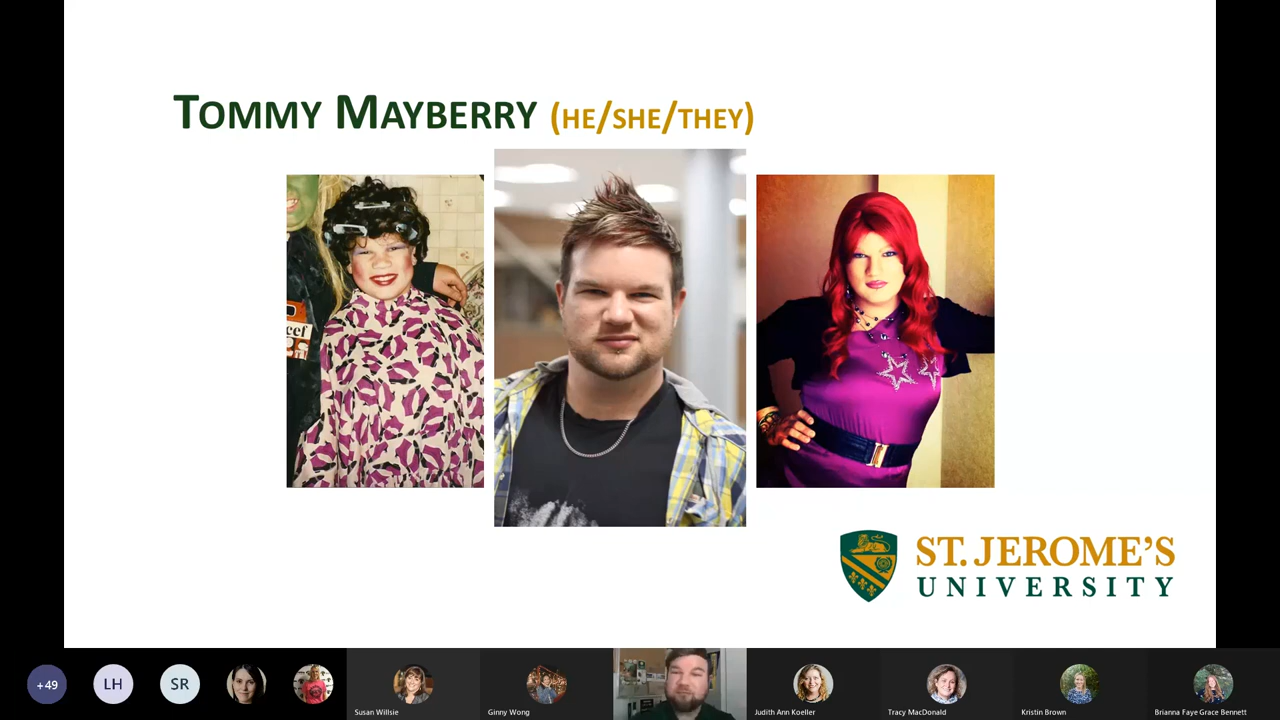 TOMMY MAYBERRY (HE/SHE/THEY)
cef
ST. JEROME'S
UNIVERSITY
+49
LH
SR
Susan Willsie
Ginny Wong
Judith Ann Koeller
Tracy MacDonald
Kristin Brown
Brianna Faye Grace Bennett